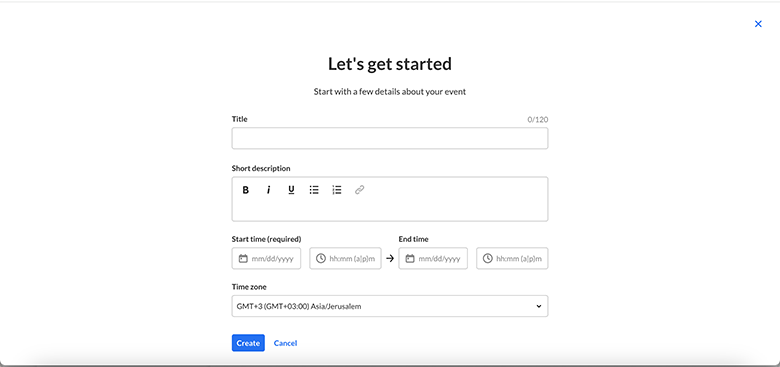 Let's get started
Start with a few details about your event
Title 0/120
Short description
B i U
Start time (required) End time
mm/dd/yyyy hh:mm (a|p)m mm/dd/yyyy hh:mm (a|p)m
Time zone
GMT+3 (GMT+03:00) Asia/Jerusalem
Create Cancel